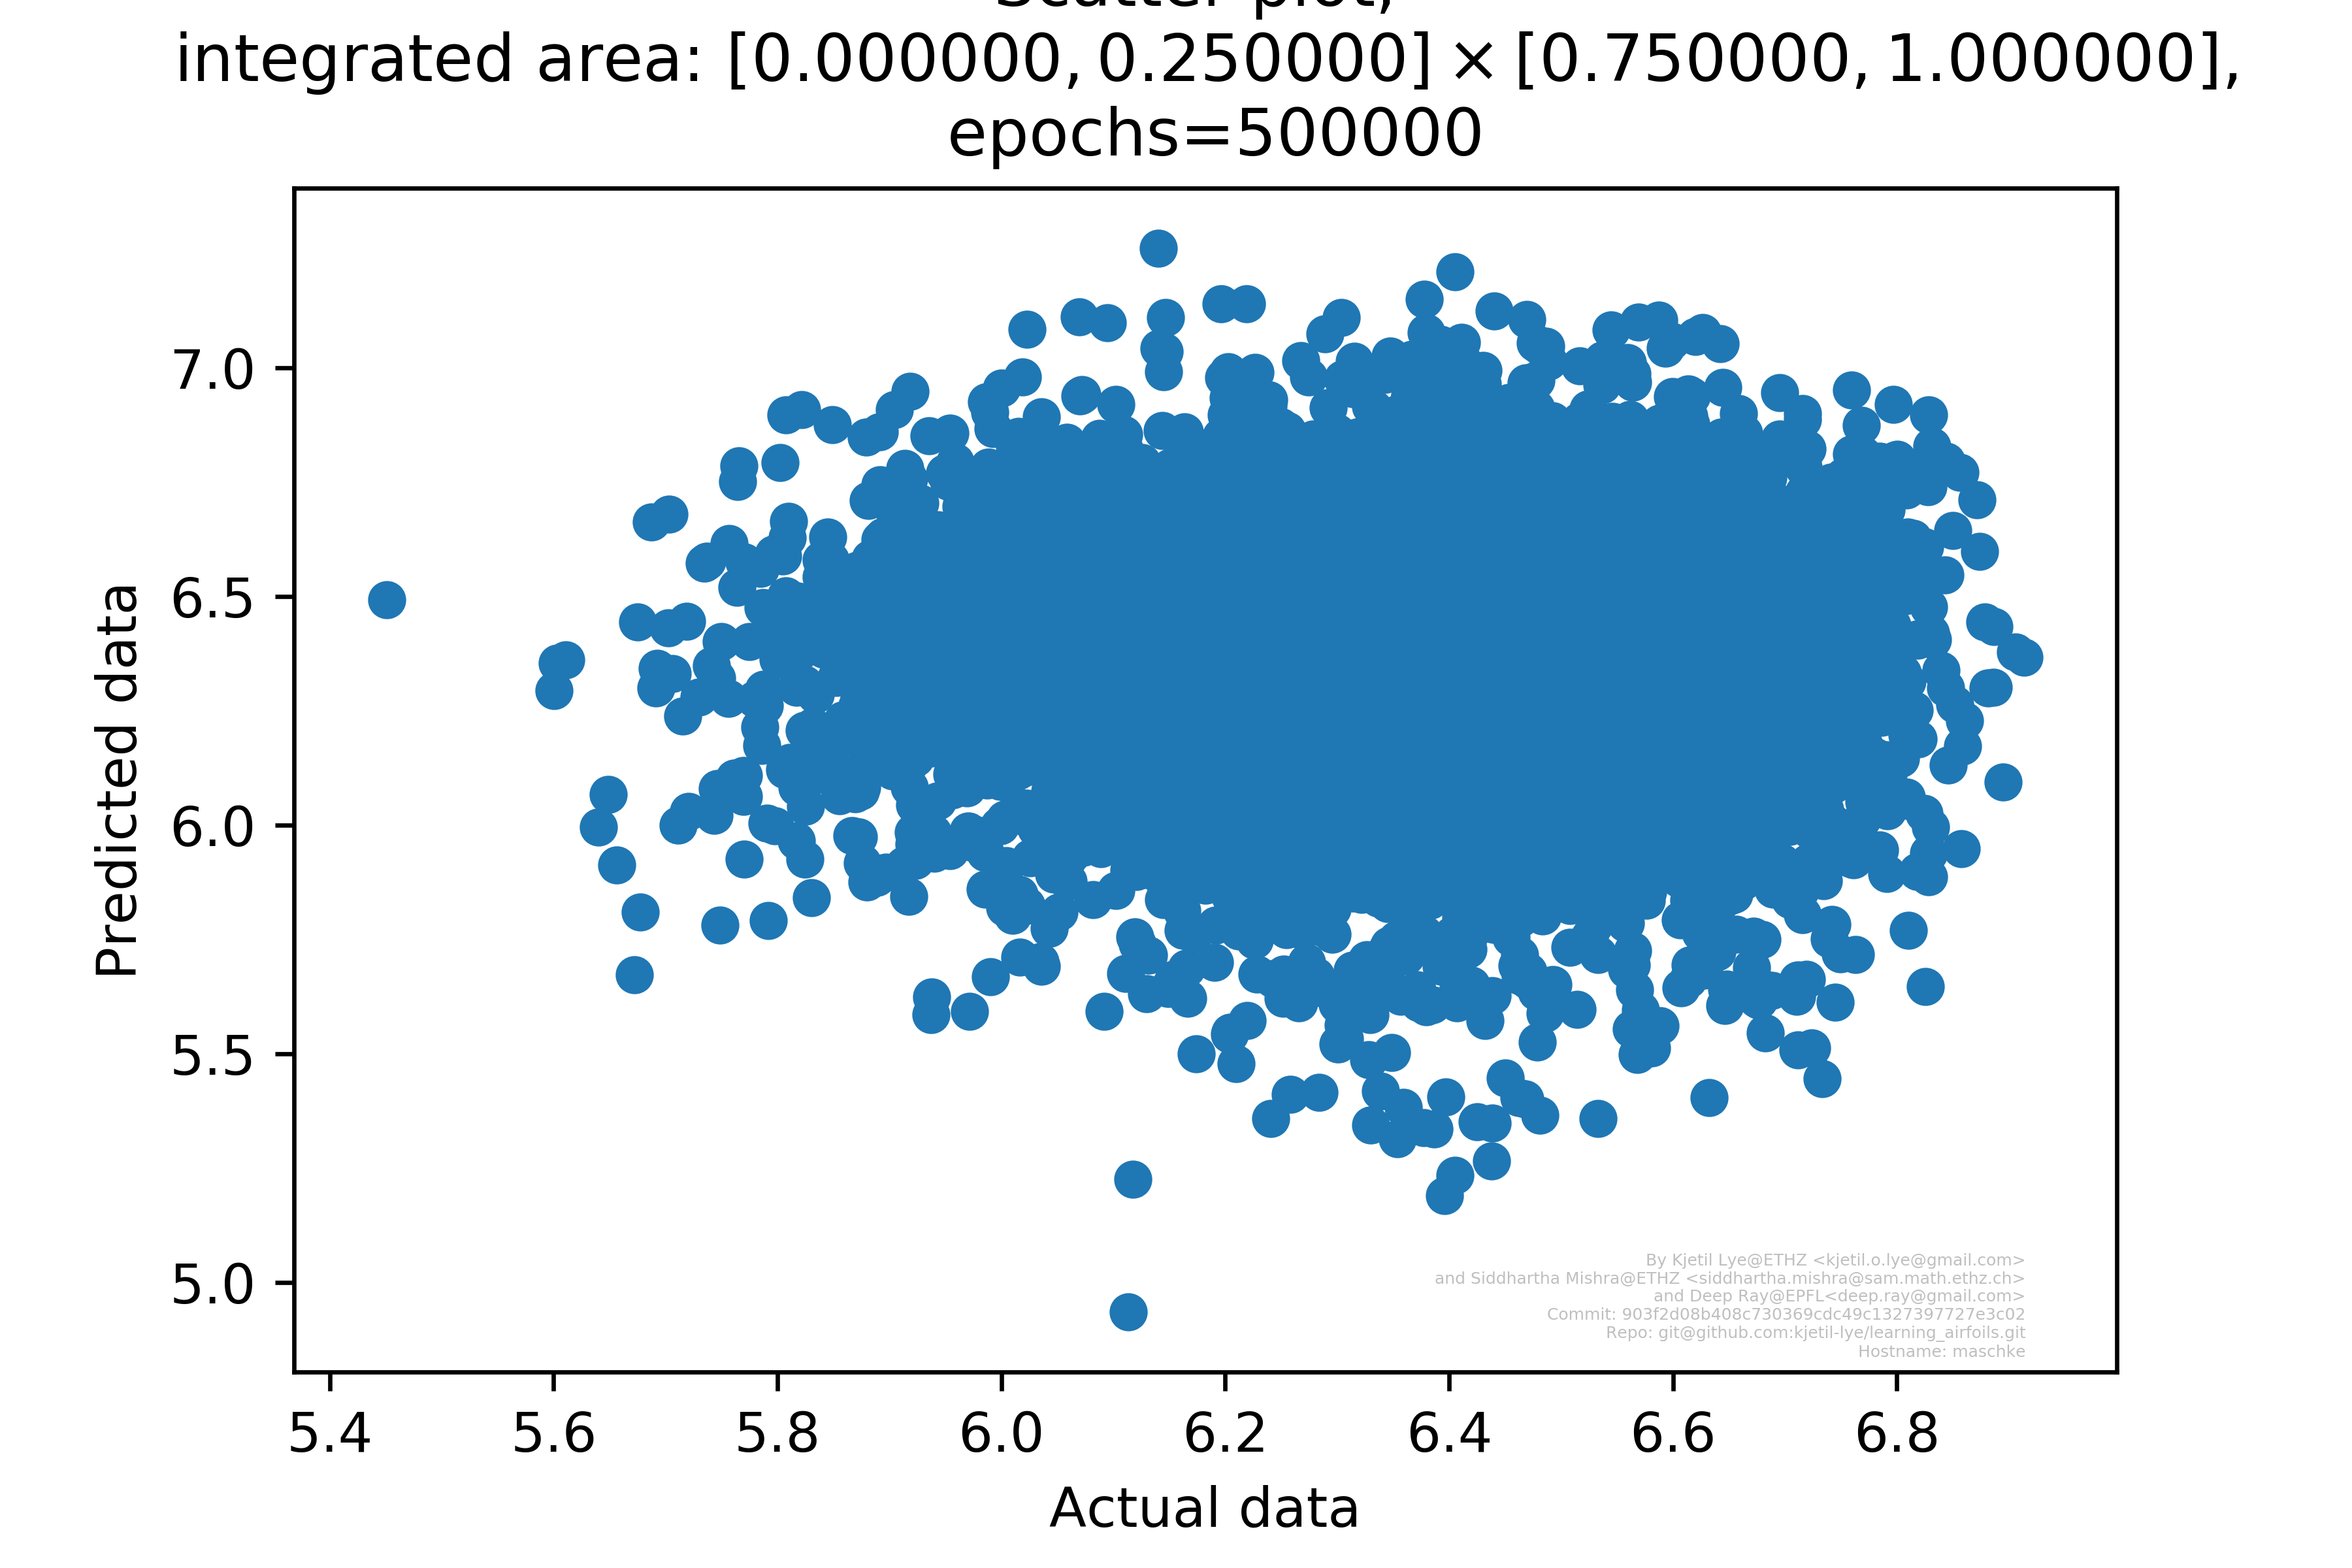 Scatter plot,
integrated area: [0.000000, 0.250000] × [0.750000, 1.000000],
epochs=500000
Predicted data
7.0
6.5
6.0
5.5
5.0
By Kjetil Lye@ETHZ <kjetil.o.lye@gmail.com>
and Siddhartha Mishra@ETHZ <siddhartha.mishra@sam.math.ethz.ch>
and Deep Ray@EPFL<deep.ray@gmail.com>
Commit: 903f2d08b408c730369cdc49c1327397727e3c02
Repo: git@github.com:kjetil-lye/learning_airfoils.git
Hostname: maschke
5.4 5.6 5.8 6.0 6.2 6.4 6.6 6.8
Actual data